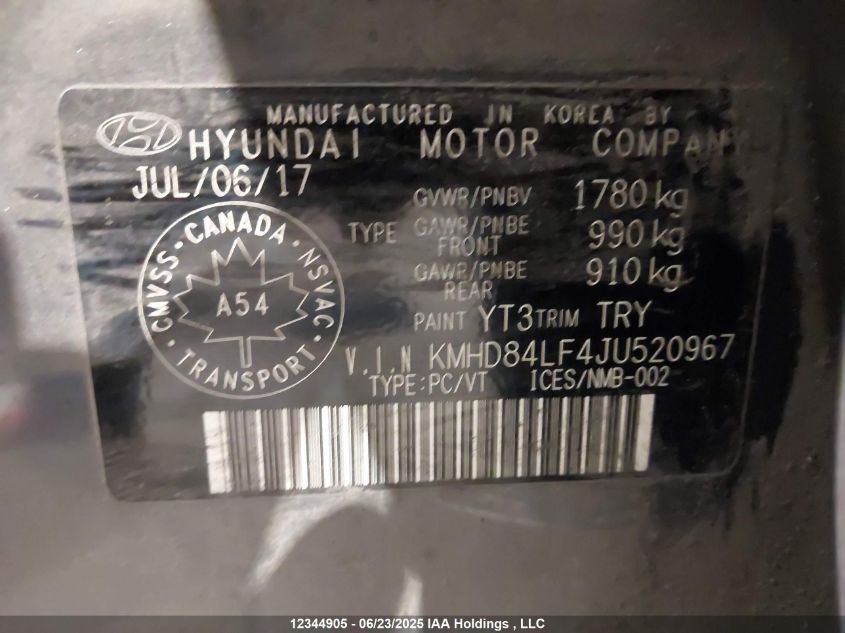 MANUFACTURED IN KOREA BY
HYUNDAI MOTOR COMPANY
JUL/06/17
GVWR/PNBV 1780 kg
TYPE GAWR/PNBE FRONT 990 kg
GAWR/PNBE REAR 910 kg
PAINT YT3 TRIM TRY
V.I.N KMHD84LF4JU520967
TYPE:PC/VT ICES/NMB-002
CMVSS · CANADA · NSVAC
A54
TRANSPORT
12344905 - 06/23/2025 IAA Holdings , LLC